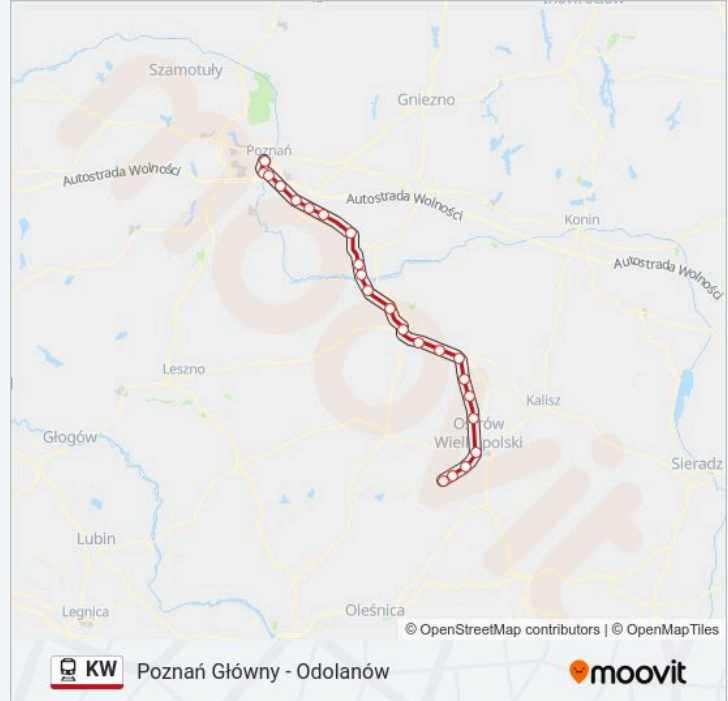 Szamotuły
Gniezno
Poznań
Autostrada Wolności
Autostrada Wolności
Konin
Autostrada Wolności
Leszno
Kalisz
Głogów
Ostrów
Wielkopolski
Sieradz
Lubin
Legnica
Oleśnica
© OpenStreetMap contributors | © OpenMapTiles
KW Poznań Główny - Odolanów
moovit